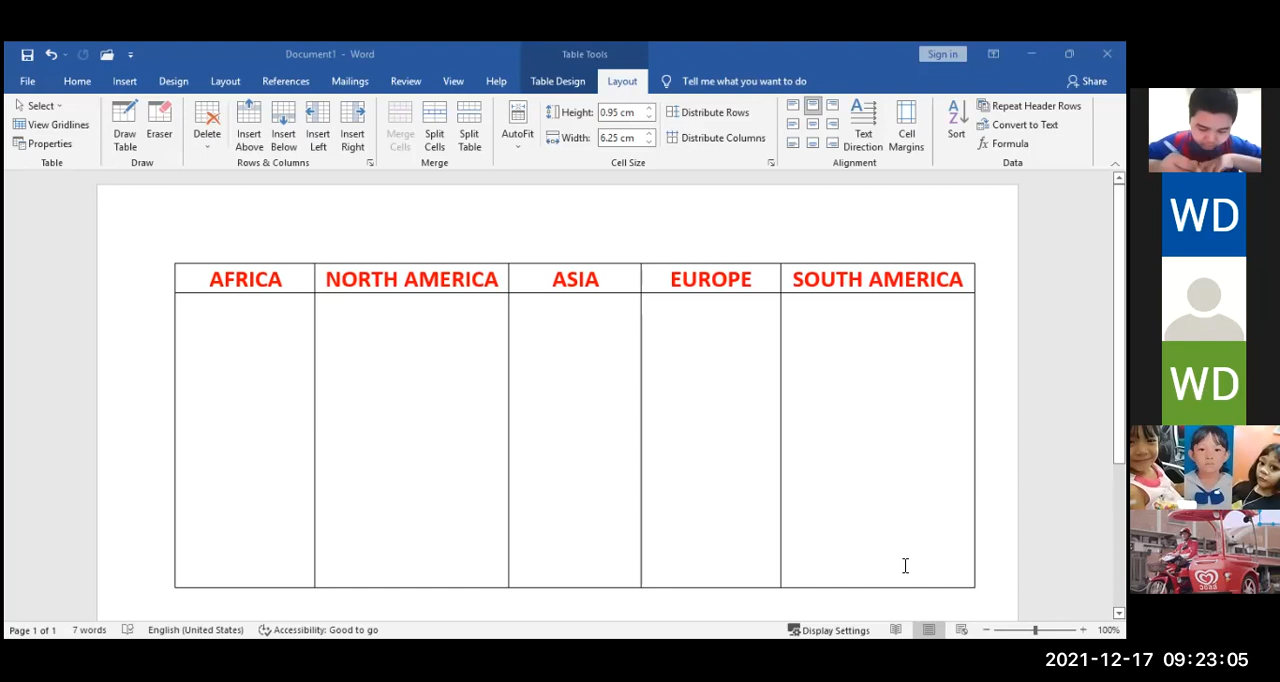 Document1 - Word
Table Tools
Sign in
File Home Insert Design Layout References Mailings Review View Help Table Design Layout Tell me what you want to do Share
Select
View Gridlines
Properties
Table
Draw Table
Eraser
Draw
Delete
Insert Above
Insert Below
Insert Left
Insert Right
Rows & Columns
Merge Cells
Split Cells
Split Table
Merge
AutoFit
Height: 0.95 cm
Width: 6.25 cm
Distribute Rows
Distribute Columns
Cell Size
Text Direction
Cell Margins
Alignment
A
Z
Sort
Repeat Header Rows
Convert to Text
fx Formula
Data
AFRICA NORTH AMERICA ASIA EUROPE SOUTH AMERICA
WD
WD
Page 1 of 1 7 words English (United States) Accessibility: Good to go Display Settings 100%
2021-12-17 09:23:05